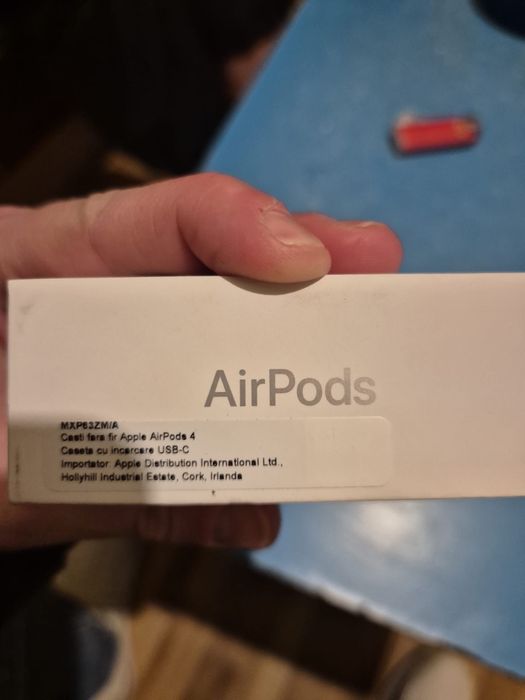 AirPods
MXP63ZM/A
Casti fara fir Apple AirPods 4
Caseta cu incarcare USB-C
Importator: Apple Distribution International Ltd.,
Hollyhill Industrial Estate, Cork, Irlanda